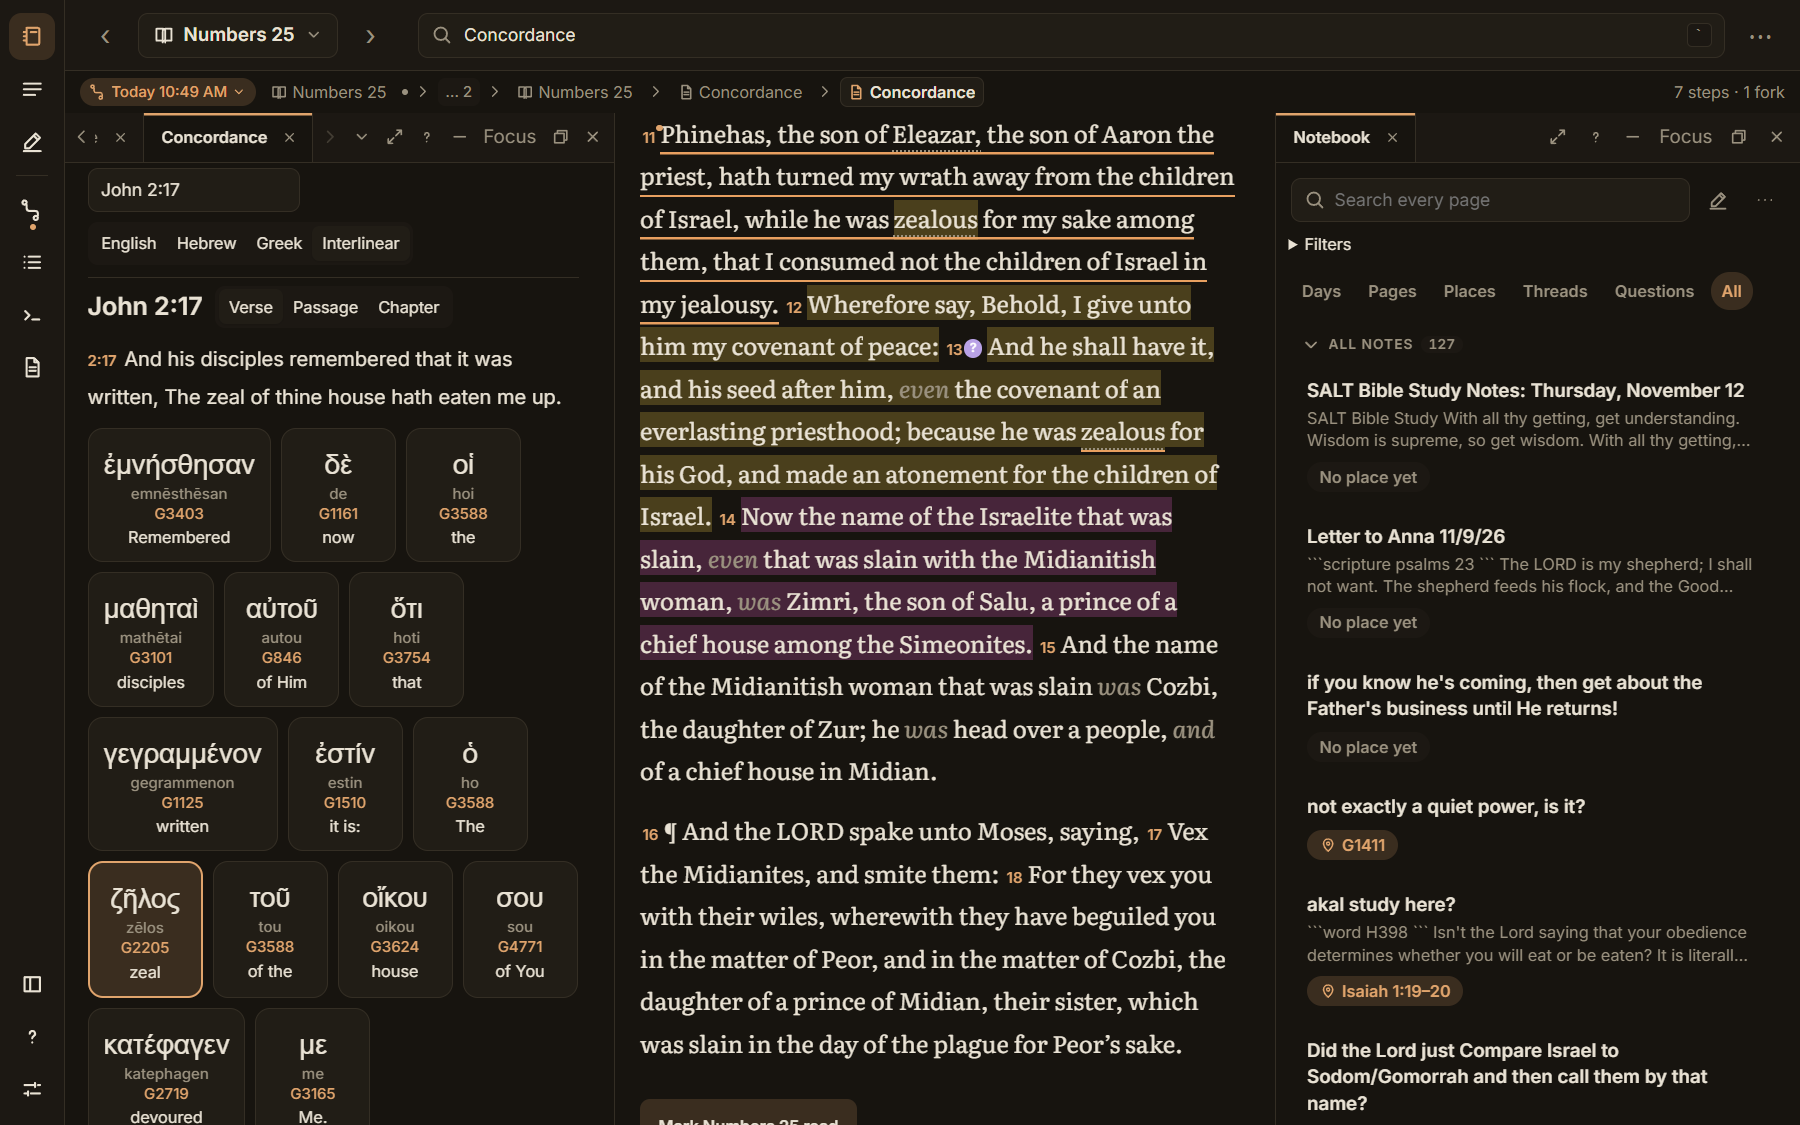 Numbers 25
Concordance
`
Today 10:49 AM
Numbers 25
... 2
Numbers 25
Concordance
Concordance
7 steps · 1 fork
Concordance
? Focus
John 2:17
English Hebrew Greek Interlinear
John 2:17 Verse Passage Chapter
2:17 And his disciples remembered that it was
written, The zeal of thine house hath eaten me up.
ἐμνήσθησαν δὲ οἱ
emnēsthēsan de hoi
G3403 G1161 G3588
Remembered now the
μαθηταὶ αὐτοῦ ὅτι
mathētai autou hoti
G3101 G846 G3754
disciples of Him that
γεγραμμένον ἐστίν ὁ
gegrammenon estin ho
G1125 G1510 G3588
written it is: The
ζῆλος τοῦ οἴκου σου
zēlos tou oikou sou
G2205 G3588 G3624 G4771
zeal of the house of You
κατέφαγεν με
katephagen me
G2719 G3165
devoured Me.
?
11 Phinehas, the son of Eleazar, the son of Aaron the
priest, hath turned my wrath away from the children
of Israel, while he was zealous for my sake among
them, that I consumed not the children of Israel in
my jealousy. 12 Wherefore say, Behold, I give unto
him my covenant of peace: 13 ? And he shall have it,
and his seed after him, even the covenant of an
everlasting priesthood; because he was zealous for
his God, and made an atonement for the children of
Israel. 14 Now the name of the Israelite that was
slain, even that was slain with the Midianitish
woman, was Zimri, the son of Salu, a prince of a
chief house among the Simeonites. 15 And the name
of the Midianitish woman that was slain was Cozbi,
the daughter of Zur; he was head over a people, and
of a chief house in Midian.
16 ¶ And the LORD spake unto Moses, saying, 17 Vex
the Midianites, and smite them: 18 For they vex you
with their wiles, wherewith they have beguiled you
in the matter of Peor, and in the matter of Cozbi, the
daughter of a prince of Midian, their sister, which
was slain in the day of the plague for Peor’s sake.
Mark Numbers 25 read
Notebook
? Focus
Search every page
Filters
Days Pages Places Threads Questions All
ALL NOTES 127
SALT Bible Study Notes: Thursday, November 12
SALT Bible Study With all thy getting, get understanding.
Wisdom is supreme, so get wisdom. With all thy getting,...
No place yet
Letter to Anna 11/9/26
```scripture psalms 23 ``` The LORD is my shepherd; I shall
not want. The shepherd feeds his flock, and the Good...
No place yet
if you know he's coming, then get about the
Father's business until He returns!
No place yet
not exactly a quiet power, is it?
G1411
akal study here?
```word H398 ``` Isn't the Lord saying that your obedience
determines whether you will eat or be eaten? It is literall...
Isaiah 1:19–20
Did the Lord just Compare Israel to
Sodom/Gomorrah and then call them by that
name?